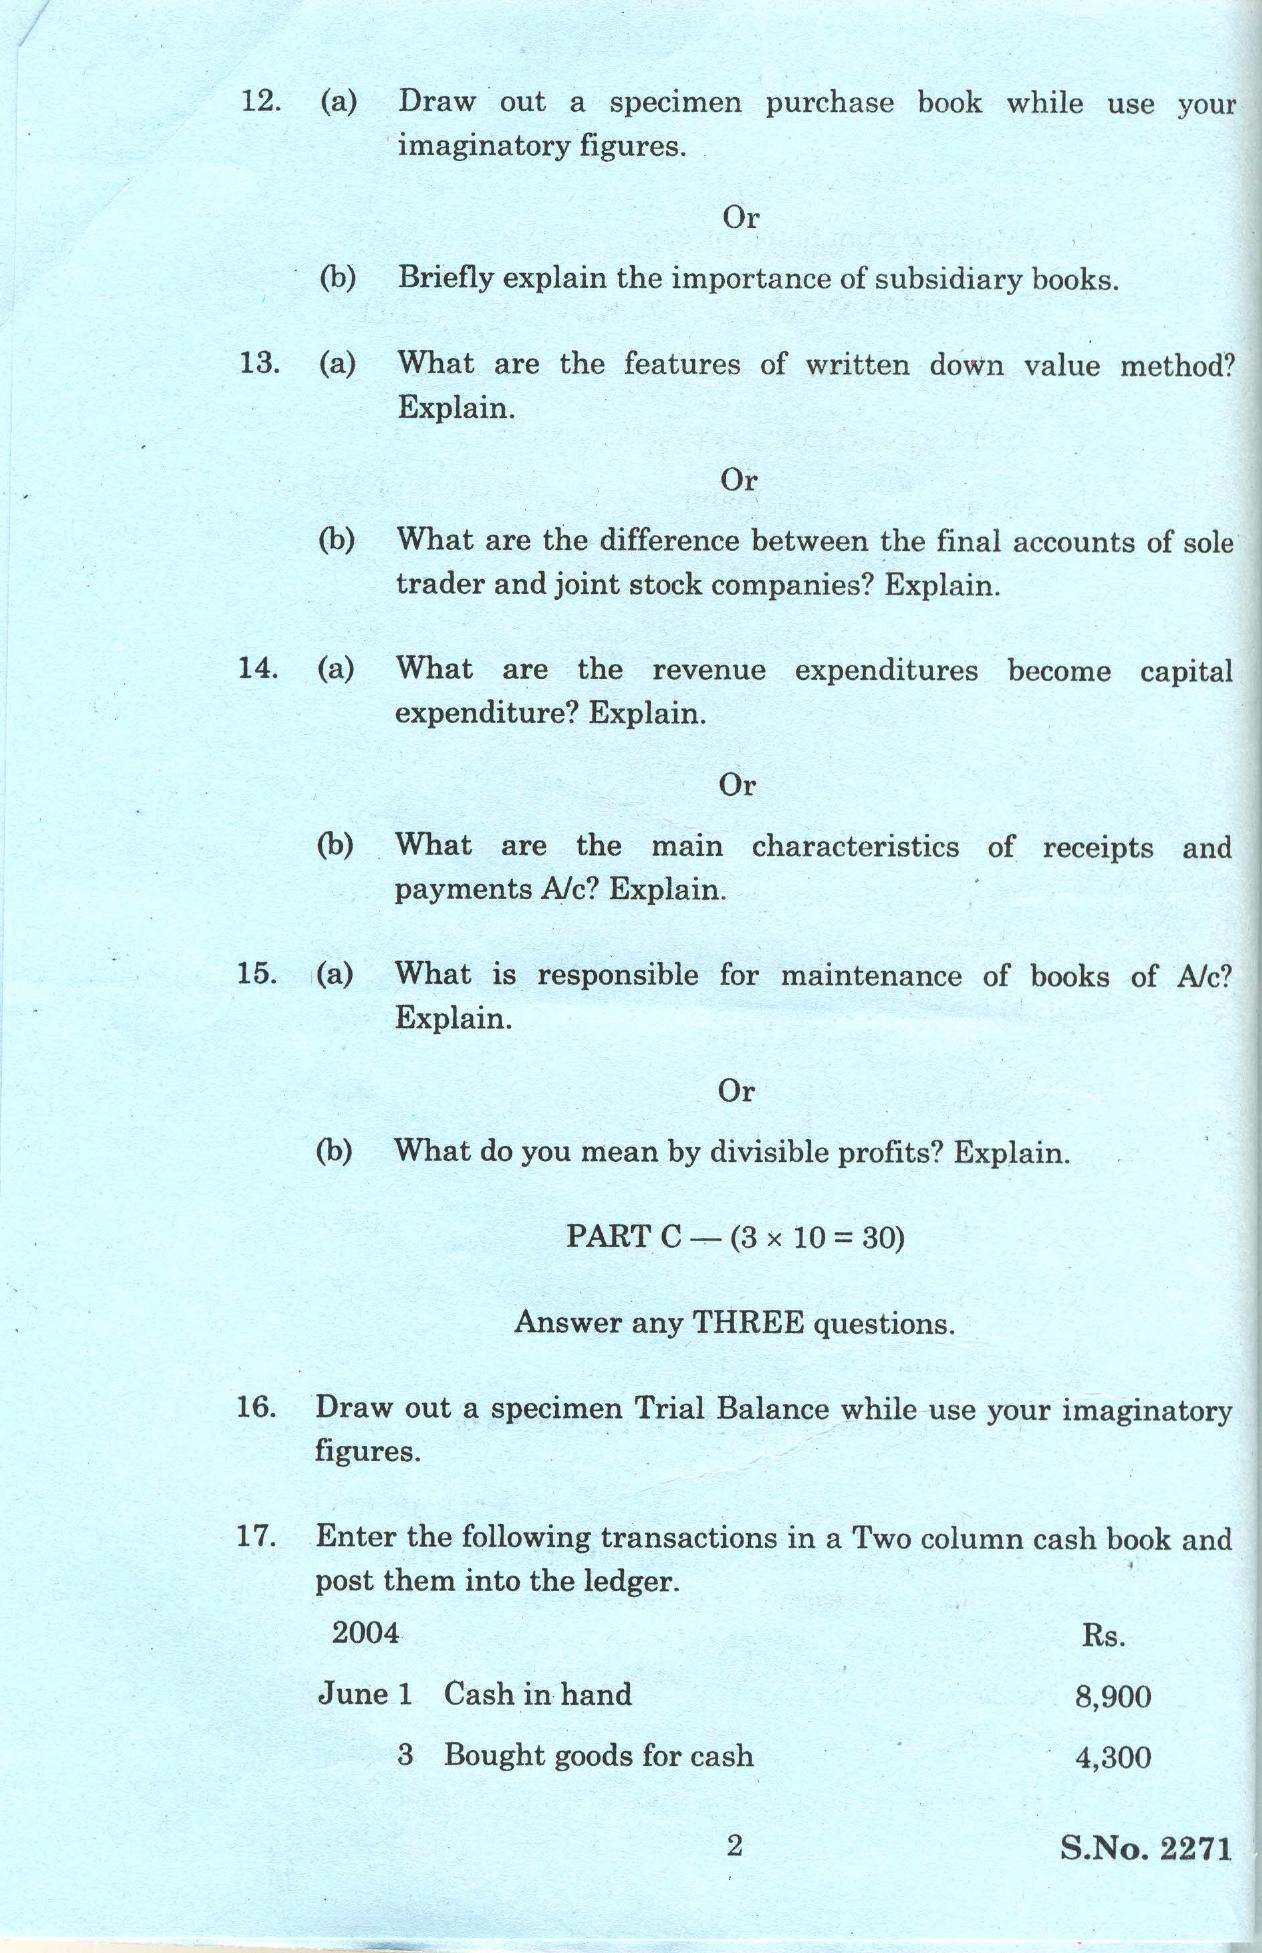 12. (a) Draw out a specimen purchase book while use your
imaginatory figures.
Or
(b) Briefly explain the importance of subsidiary books.
13. (a) What are the features of written down value method?
Explain.
Or
(b) What are the difference between the final accounts of sole
trader and joint stock companies? Explain.
14. (a) What are the revenue expenditures become capital
expenditure? Explain.
Or
(b) What are the main characteristics of receipts and
payments A/c? Explain.
15. (a) What is responsible for maintenance of books of A/c?
Explain.
Or
(b) What do you mean by divisible profits? Explain.
PART C — (3 × 10 = 30)
Answer any THREE questions.
16. Draw out a specimen Trial Balance while use your imaginatory
figures.
17. Enter the following transactions in a Two column cash book and
post them into the ledger.
2004 Rs.
June 1 Cash in hand 8,900
3 Bought goods for cash 4,300
2 S.No. 2271